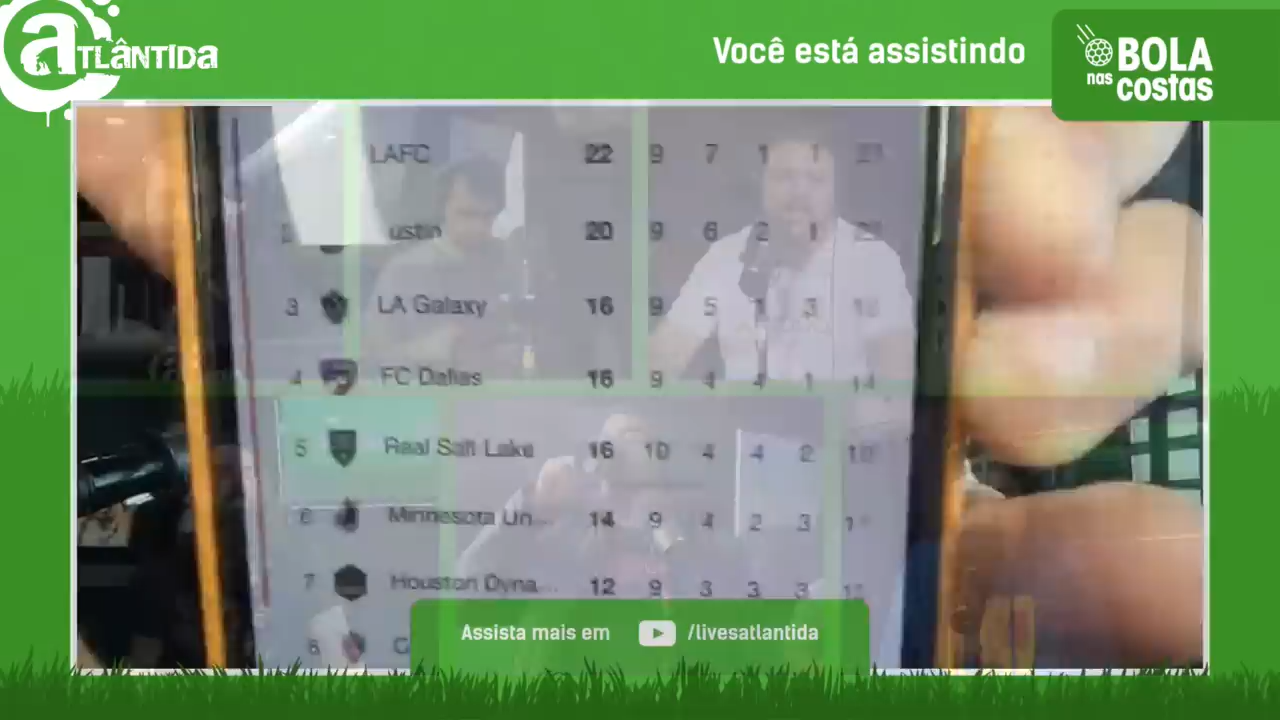 aTLÂNTIDA
Você está assistindo
BOLA
nas
costas
LAFC 22 9 7 1 1
ustin 20 9 6 2 1
3 LA Galaxy 16 9 5 1 3
4 FC Dallas 16 9 4 4 1 14
5 Real Salt Lake 16 10 4 4 2
6 Minnesota Un... 14 9 4 2 3
7 Houston Dyna... 12 9 3 3 3
8
Assista mais em /livesatlantida